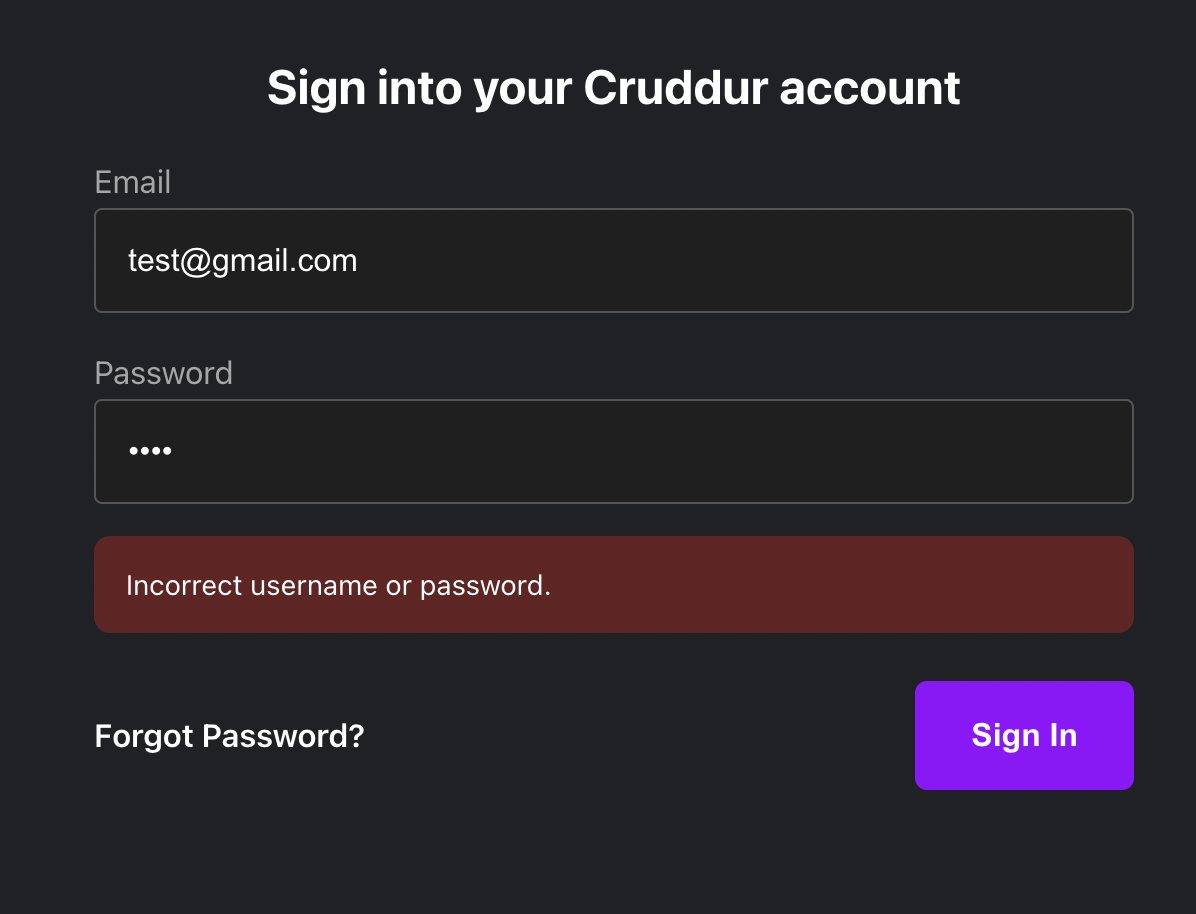 Sign into your Cruddur account
Email
test@gmail.com
Password
••••
Incorrect username or password.
Forgot Password?
Sign In